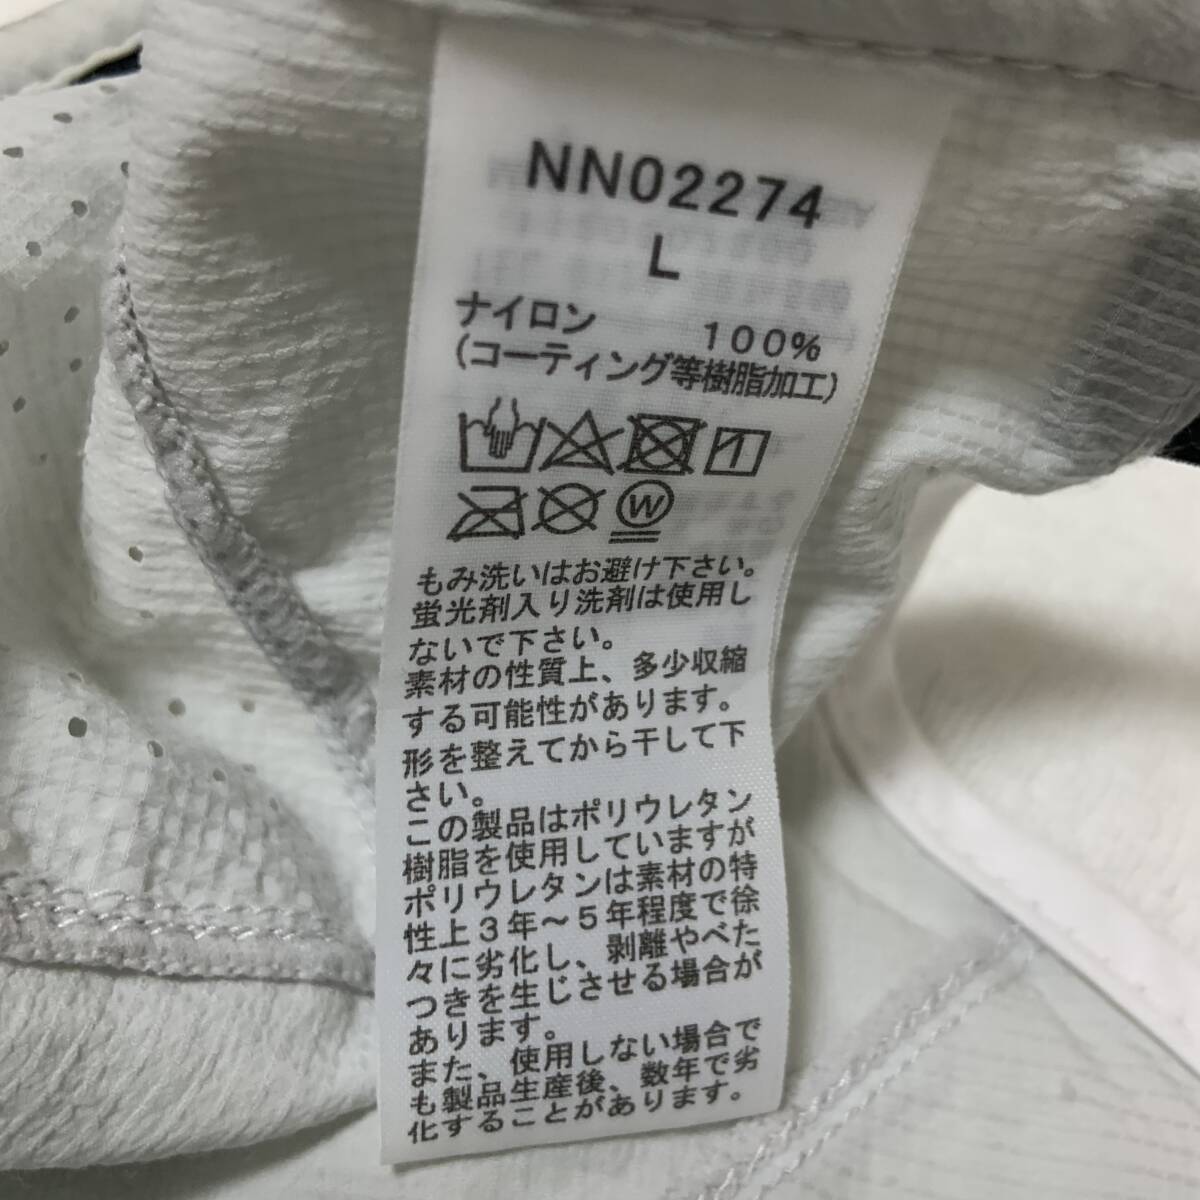 NN02274
L
ナイロン 100%
(コーティング等樹脂加工)
W
もみ洗いはお避け下さい。
蛍光剤入り洗剤は使用し
ないで下さい。
素材の性質上、多少収縮
する可能性があります。
形を整えてから干して下
さい。
この製品はポリウレタン
樹脂を使用していますが
ポリウレタンは素材の特
性上3年～5年程度で徐
々に劣化し、剥離やべた
つきを生じさせる場合が
あります。
また、使用しない場合で
も製品生産後、数年で劣
化することがあります。